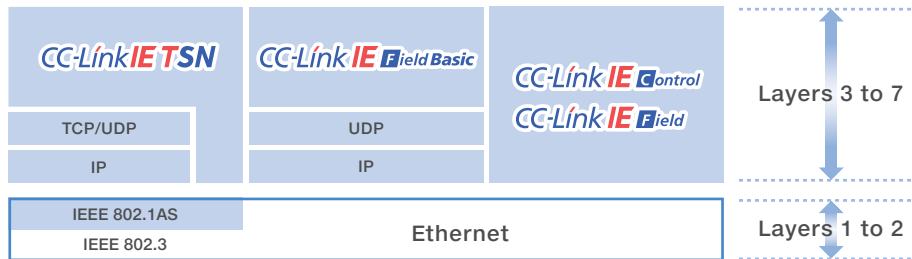 CC-Link IE TSN
TCP/UDP
IP
CC-Link IE Field Basic
UDP
IP
CC-Link IE Control
CC-Link IE Field
Layers 3 to 7
IEEE 802.1AS
IEEE 802.3
Ethernet
Layers 1 to 2